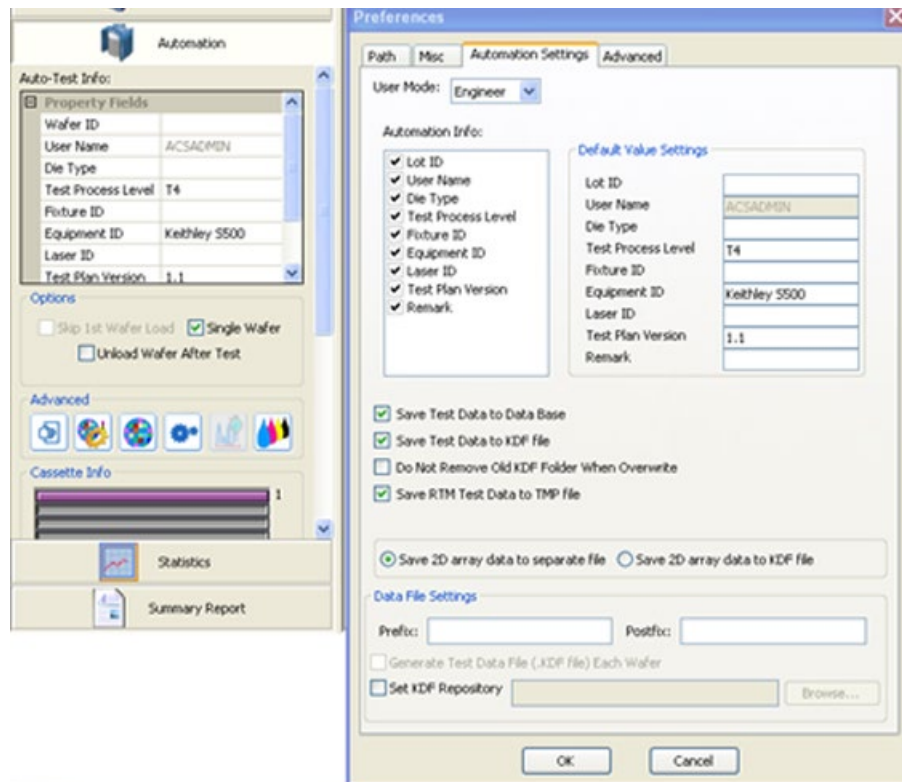 Automation
Auto-Test Info:
Property Fields
Wafer ID
User Name ACSADMIN
Die Type
Test Process Level T4
Fixture ID
Equipment ID Keithley S500
Laser ID
Test Plan Version 1.1
Options
Skip 1st Wafer Load Single Wafer
Unload Wafer After Test
Advanced
Cassette Info
1
Statistics
Summary Report
Preferences
Path Misc Automation Settings Advanced
User Mode: Engineer
Automation Info:
Lot ID
User Name
Die Type
Test Process Level
Fixture ID
Equipment ID
Laser ID
Test Plan Version
Remark
Default Value Settings
Lot ID
User Name ACSADMIN
Die Type
Test Process Level T4
Fixture ID
Equipment ID Keithley S500
Laser ID
Test Plan Version 1.1
Remark
Save Test Data to Data Base
Save Test Data to KDF file
Do Not Remove Old KDF Folder When Overwrite
Save RTM Test Data to TMP file
Save 2D array data to separate file Save 2D array data to KDF file
Data File Settings
Prefix: Postfix:
Generate Test Data File (.KDF file) Each Wafer
Set KDF Repository Browse...
OK Cancel